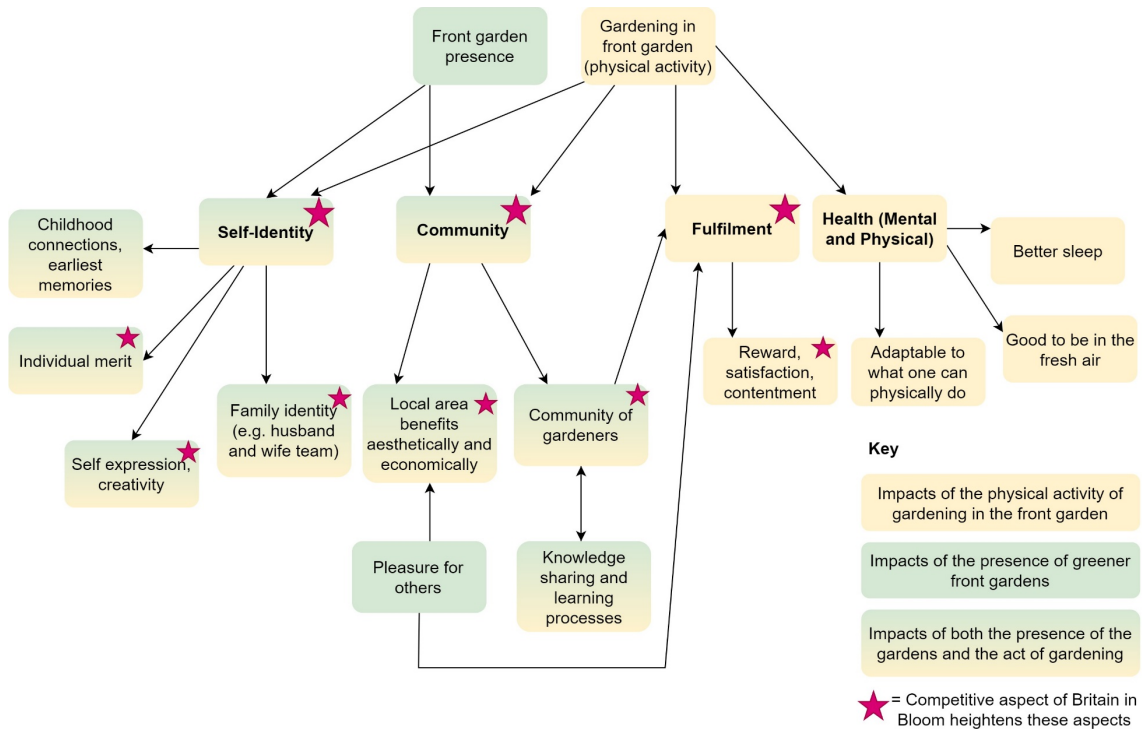 Front garden
presence
Gardening in
front garden
(physical activity)
Self-Identity
Community
Fulfilment
Health (Mental
and Physical)
Childhood
connections,
earliest
memories
Better sleep
Individual merit
Reward,
satisfaction,
contentment
Adaptable to
what one can
physically do
Good to be in the
fresh air
Family identity
(e.g. husband
and wife team)
Local area
benefits
aesthetically and
economically
Community of
gardeners
Self expression,
creativity
Pleasure for
others
Knowledge
sharing and
learning
processes
Key
Impacts of the physical activity of
gardening in the front garden
Impacts of the presence of greener
front gardens
Impacts of both the presence of the
gardens and the act of gardening
= Competitive aspect of Britain in
Bloom heightens these aspects